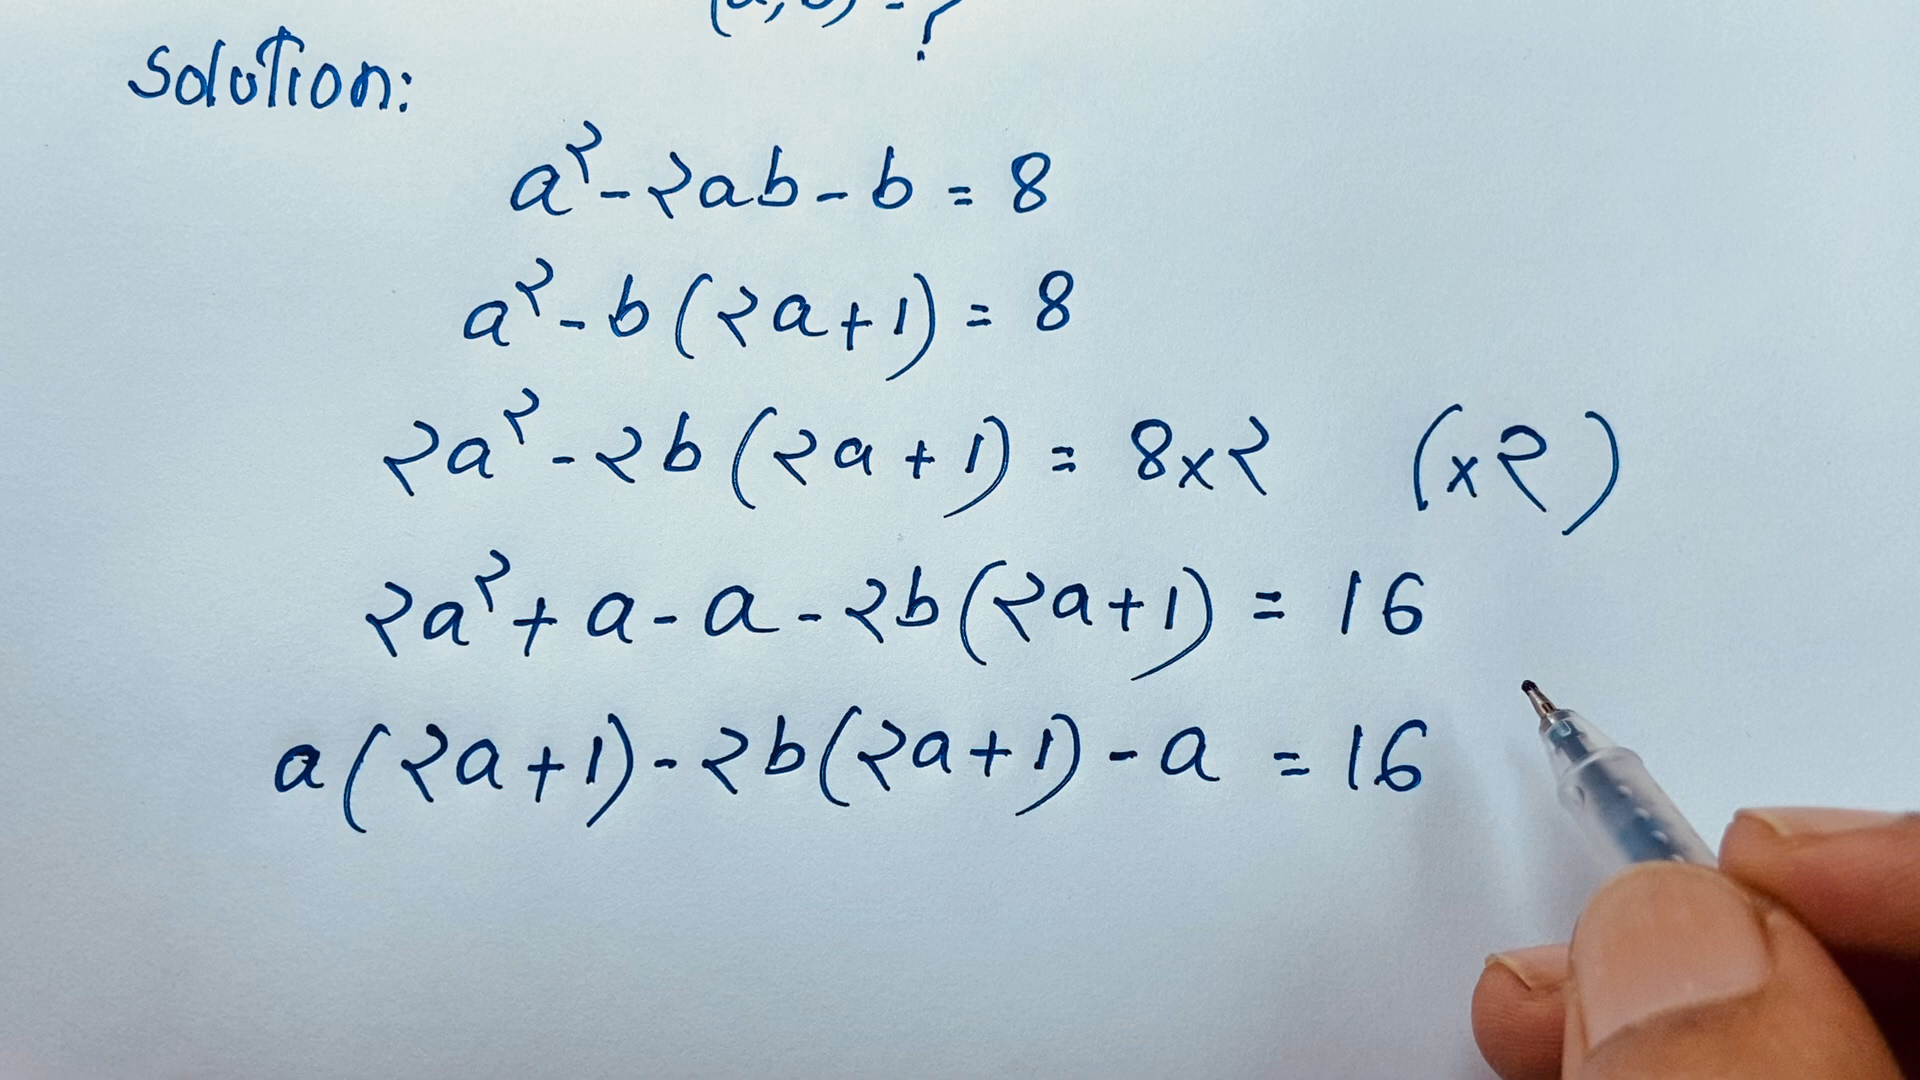 (a,b) = ?
Solution:
a² - 2ab - b = 8
a² - b(2a+1) = 8
2a² - 2b(2a+1) = 8×2 (×2)
2a² + a - a - 2b(2a+1) = 16
a(2a+1) - 2b(2a+1) - a = 16